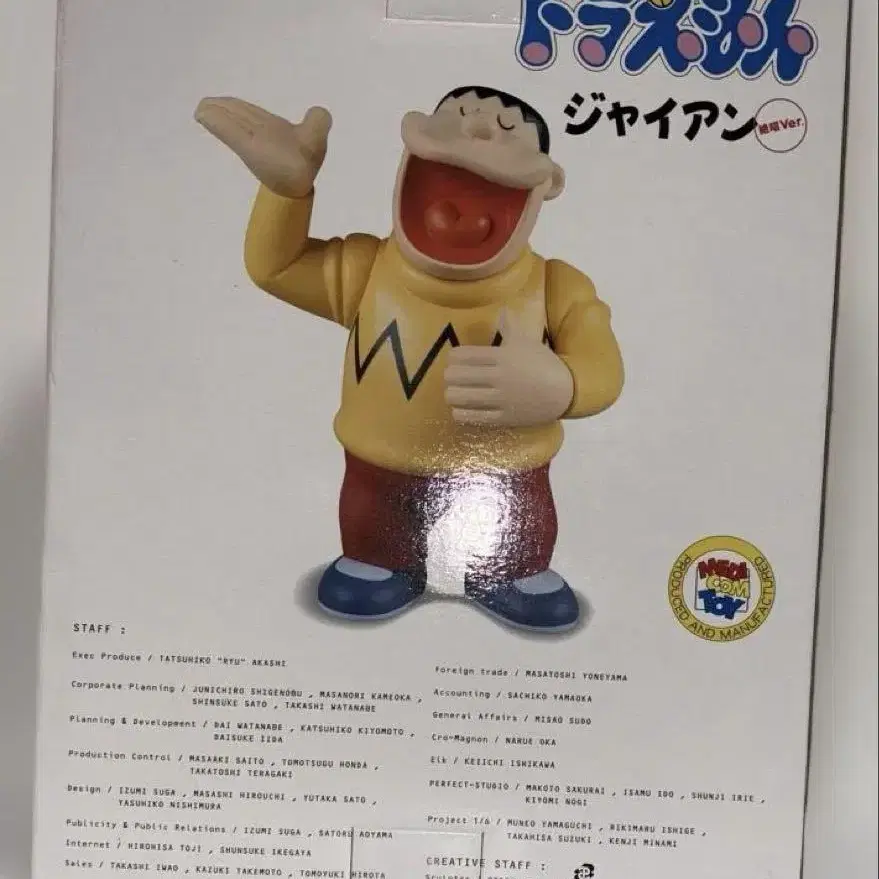 ドラえもん
ジャイアン 絶唱Ver.
MEDICOM TOY
PRODUCED AND MANUFACTURED
STAFF :
Exec Produce / TATSUHIKO "RYU" AKASHI
Corporate Planning / JUNICHIRO SHIGENOBU , MASANORI KAMEOKA ,
SHINSUKE SATO , TAKASHI WATANABE
Planning & Development / DAI WATANABE , KATSUHIKO KIYOMOTO ,
DAISUKE IIDA
Production Control / MASAAKI SAITO , TOMOTSUGU HONDA ,
TAKATOSHI TERAGAKI
Design / IZUMI SUGA , MASASHI HIROUCHI , YUTAKA SATO ,
YASUHIKO NISHIMURA
Publicity & Public Relations / IZUMI SUGA , SATORU AOYAMA
Internet / HIROHISA TOJI , SHUNSUKE IKEGAYA
Sales / TAKASHI IWAO , KAZUKI TAKEMOTO , TOMOYUKI HIROTA
Foreign trade / MASATOSHI YONEYAMA
Accounting / SACHIKO YAMAOKA
General Affairs / MISAO SUDO
Cro-Magnon / NARUE OKA
Elk / KEIICHI ISHIKAWA
PERFECT-STUDIO / MAKOTO SAKURAI , ISAMU IDO , SHUNJI IRIE ,
KIYOMI NOGI
Project 1/6 / MUNEO YAMAGUCHI , RIKIMARU ISHIGE ,
TAKAHISA SUZUKI , KENJI MINAMI
CREATIVE STAFF :